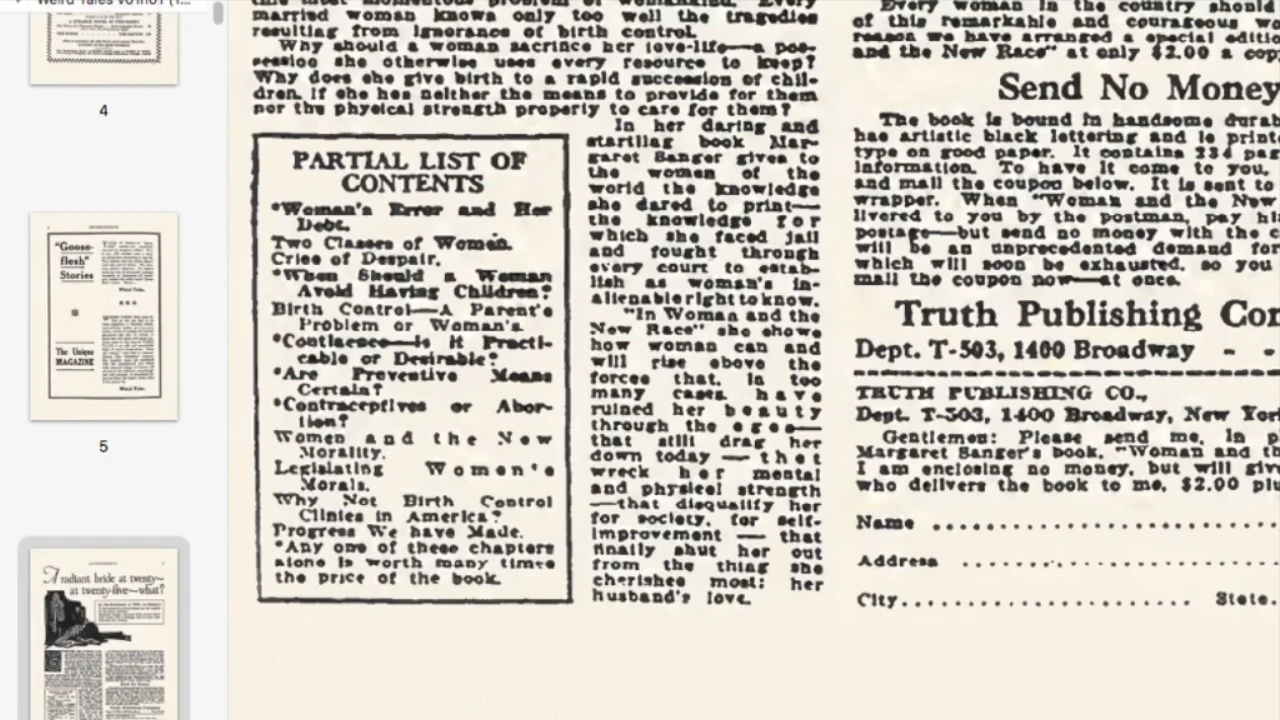 Weird Tales v01n01 (1...
4
"Goose-
flesh"
Stories
The Unique
MAGAZINE
5
A radiant bride at twenty—
at twenty-five—what?
married woman knows only too well the tragedies
resulting from ignorance of birth control.
Why should a woman sacrifice her love-life—a pos-
session she otherwise uses every resource to keep?
Why does she give birth to a rapid succession of chil-
dren, if she has neither the means to provide for them
nor the physical strength properly to care for them?
PARTIAL LIST OF
CONTENTS
*Woman's Error and Her
Debt.
Two Classes of Women.
Cries of Despair.
*When Should a Woman
Avoid Having Children?
Birth Control—A Parent's
Problem or Woman's.
*Continence—is it Practi-
cable or Desirable?
*Are Preventive Means
Certain?
*Contraceptives or Abor-
tion?
Women and the New
Morality.
Legislating Women's
Morals.
Why Not Birth Control
Clinics in America?
Progress We have Made.
*Any one of these chapters
alone is worth many times
the price of the book.
In her daring and
startling book Mar-
garet Sanger gives to
the women of the
world the knowledge
she dared to print—
the knowledge for
which she faced jail
and fought through
every court to estab-
lish as woman's in-
alienable right to know.
"In Woman and the
New Race" she shows
how woman can and
will rise above the
forces that, in too
many cases have
ruined her beauty
through the ages—
that still drag her
down today — that
wreck her mental
and physical strength
—that disqualify her
for society, for self-
improvement — that
finally shut her out
from the thing she
cherishes most: her
husband's love.
Every woman in the country should
of this remarkable and courageous wo
reason we have arranged a special editio
and the New Race" at only $2.00 a copy
Send No Money
The book is bound in handsome durab
has artistic black lettering and is printe
type on good paper. It contains 234 pag
information. To have it come to you,
and mail the coupon below. It is sent to
wrapper. When "Woman and the New
livered to you by the postman, pay hi
postage—but send no money with the c
will be an unprecedented demand for
which will soon be exhausted, so you
mail the coupon now—at once.
Truth Publishing Cor
Dept. T-503, 1400 Broadway - -
TRUTH PUBLISHING CO.,
Dept. T-503, 1400 Broadway, New York
Gentlemen: Please send me, in p
Margaret Sanger's book, "Woman and th
I am enclosing no money, but will give
who delivers the book to me, $2.00 plu
Name
Address
City. State.